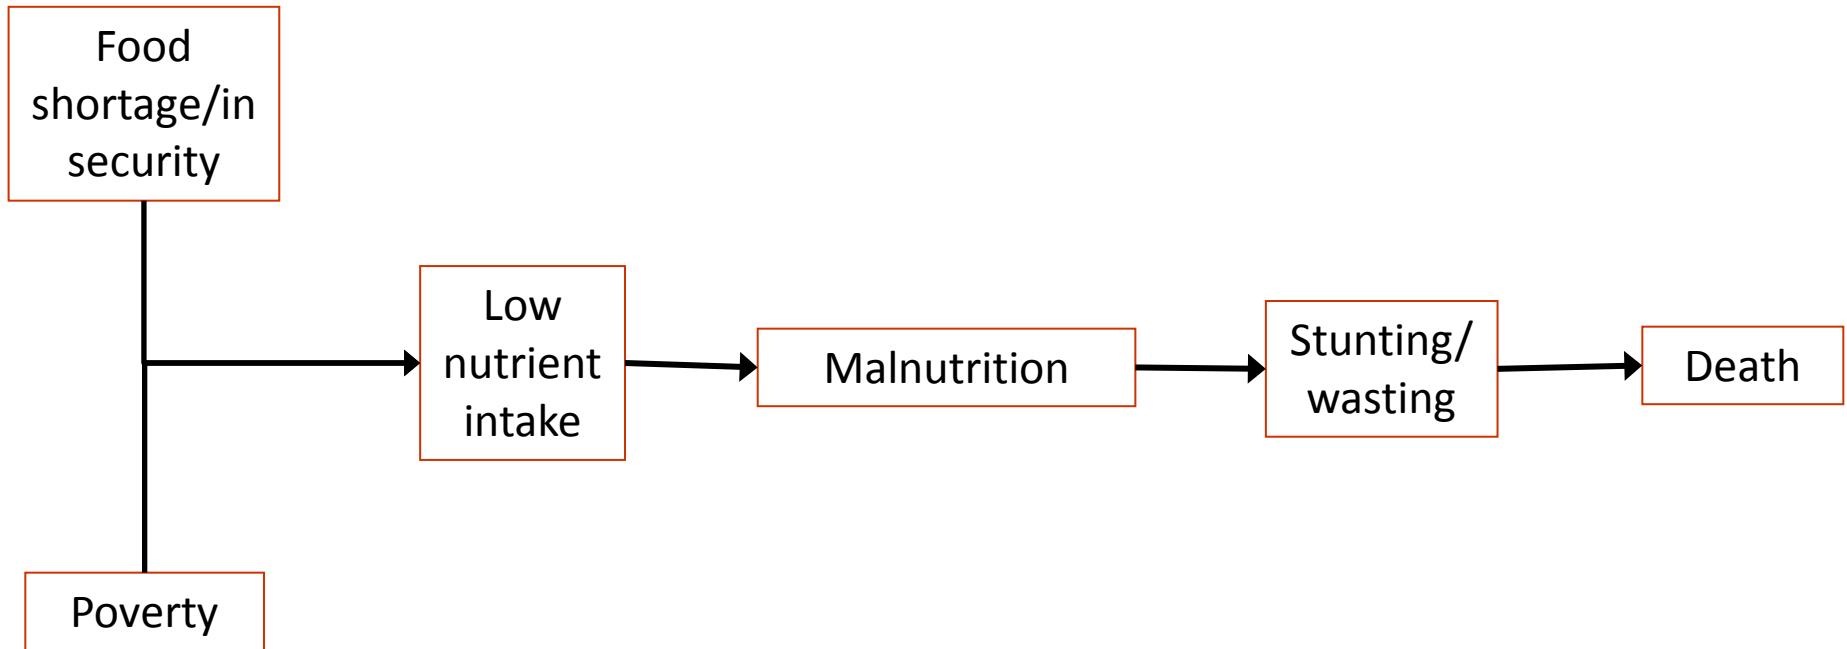 Food
shortage/in
security
Low
nutrient
intake
Malnutrition
Stunting/
wasting
Death
Poverty